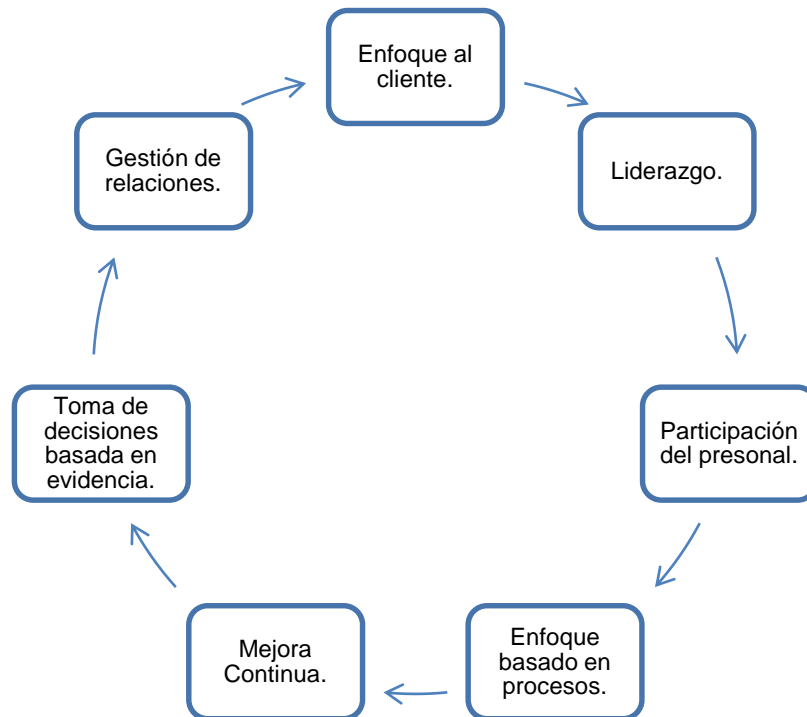 Enfoque al
cliente.
Liderazgo.
Participación
del presonal.
Enfoque
basado en
procesos.
Mejora
Continua.
Toma de
decisiones
basada en
evidencia.
Gestión de
relaciones.